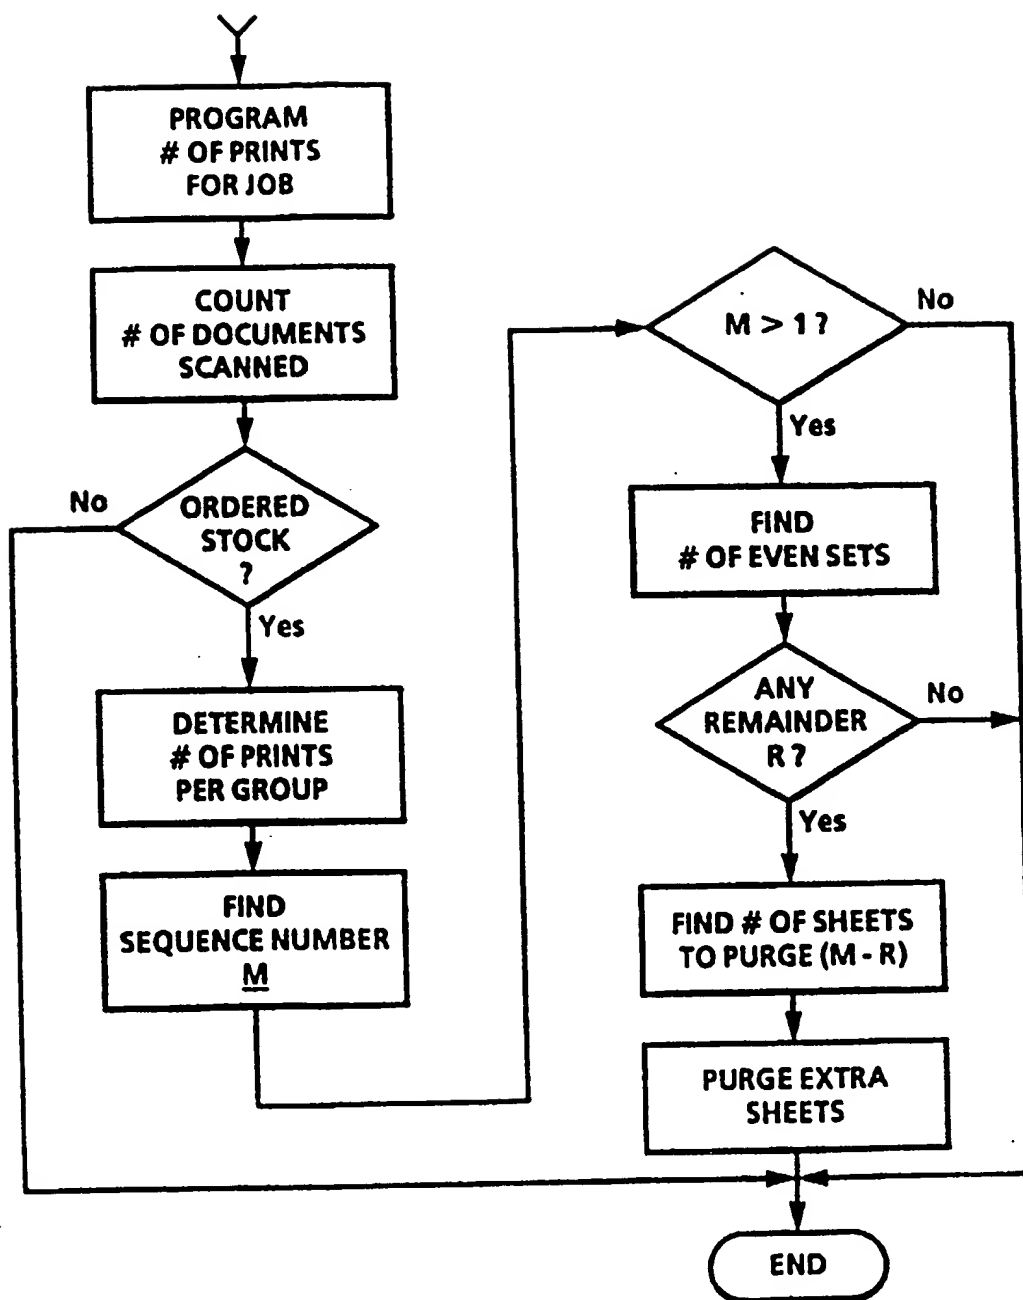 PROGRAM
# OF PRINTS
FOR JOB
COUNT
# OF DOCUMENTS
SCANNED
No
ORDERED
STOCK
?
Yes
DETERMINE
# OF PRINTS
PER GROUP
FIND
SEQUENCE NUMBER
M
M > 1 ?
No
Yes
FIND
# OF EVEN SETS
ANY
REMAINDER
R ?
No
Yes
FIND # OF SHEETS
TO PURGE (M - R)
PURGE EXTRA
SHEETS
END